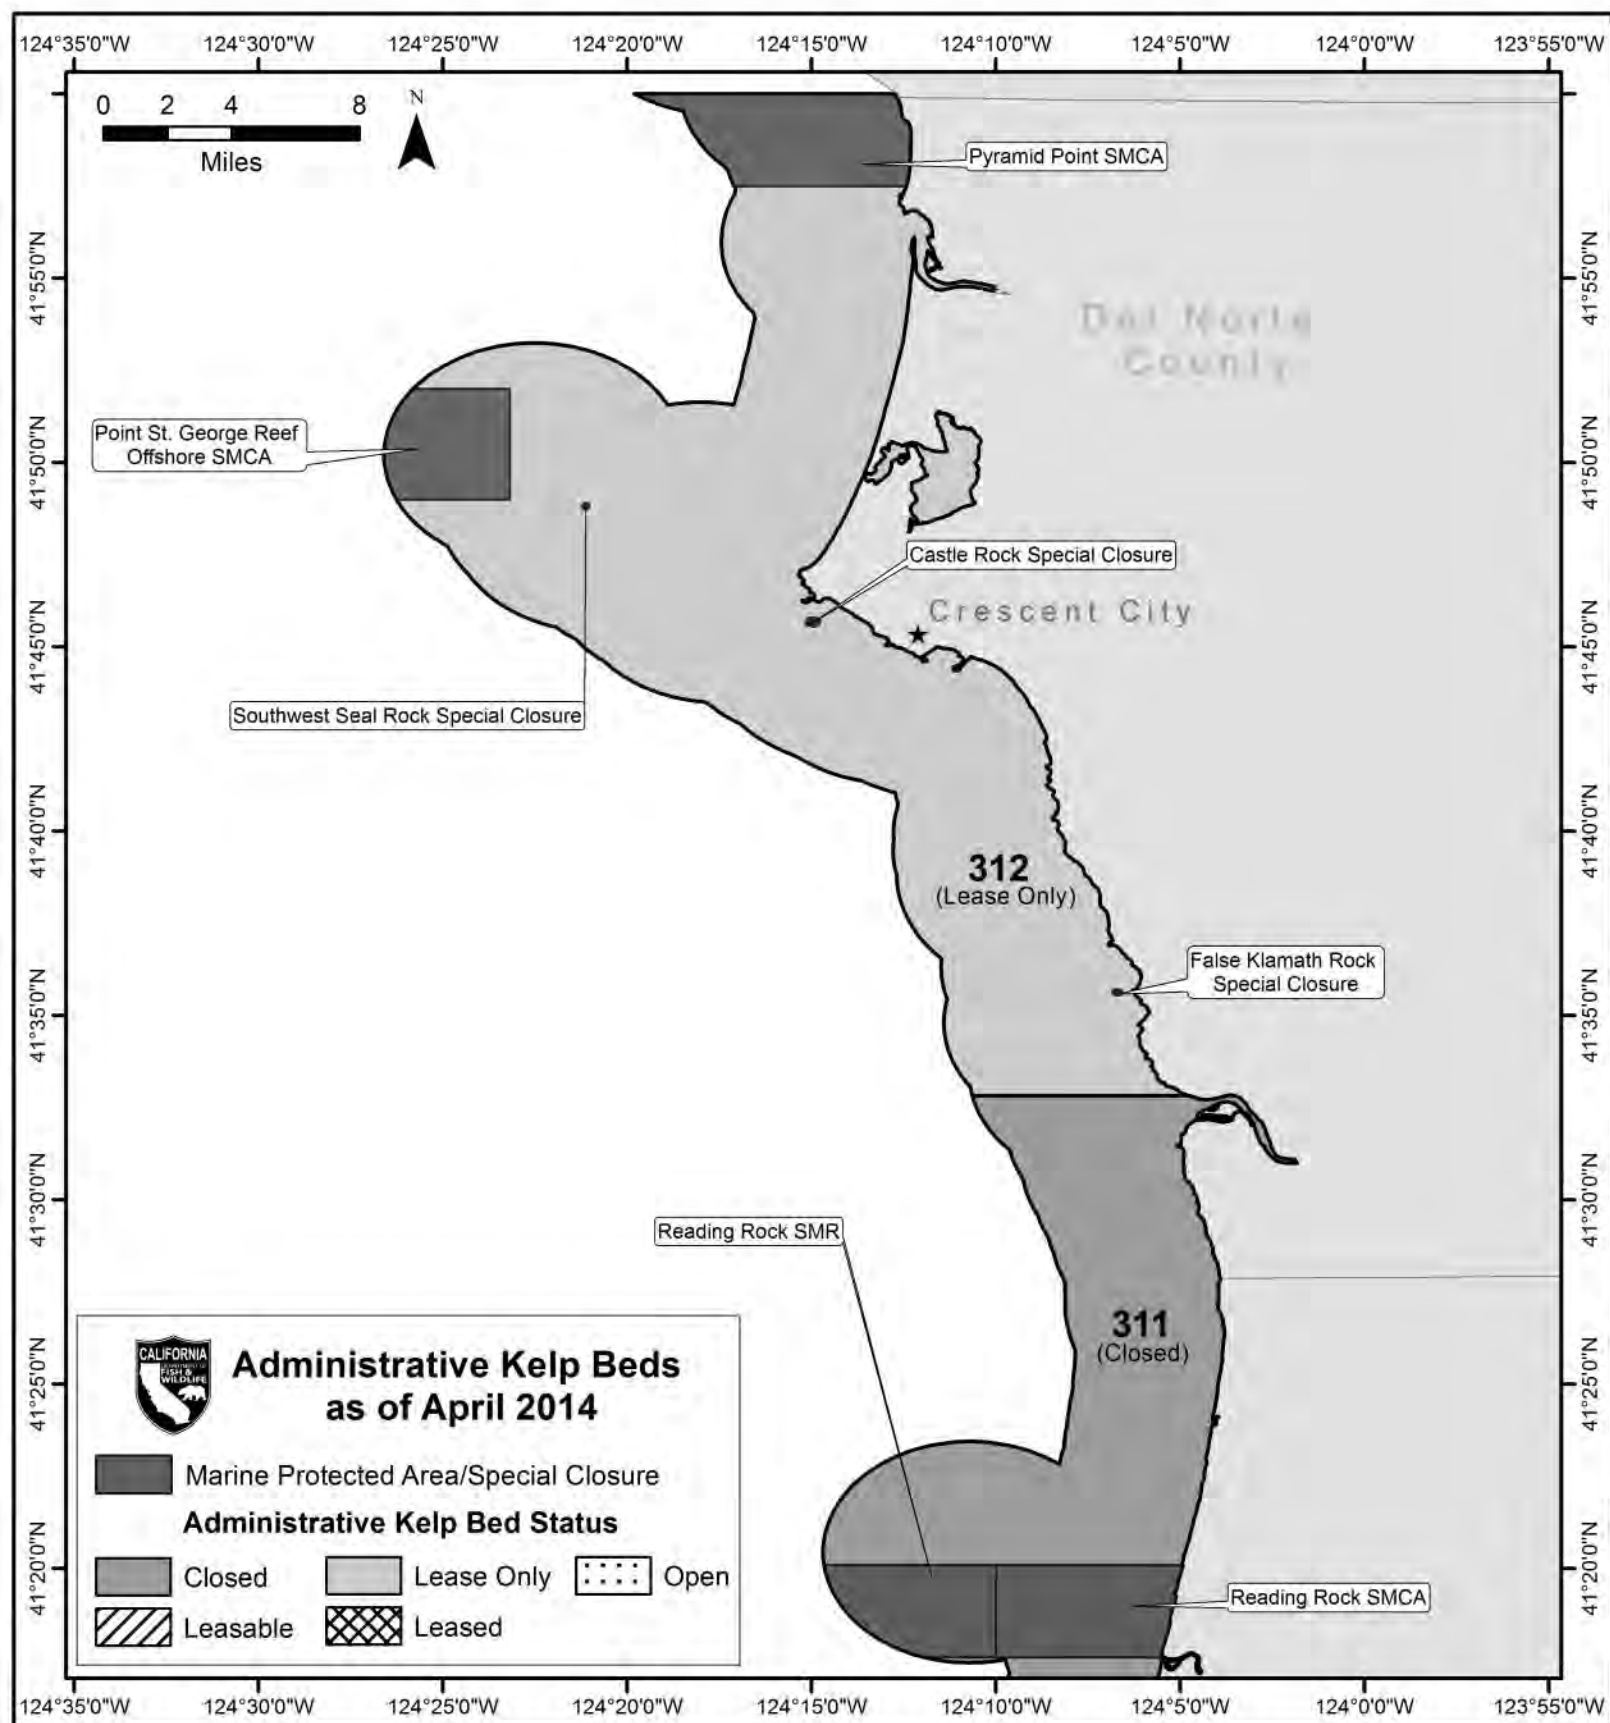 124°35'0"W 124°30'0"W 124°25'0"W 124°20'0"W 124°15'0"W 124°10'0"W 124°5'0"W 124°0'0"W 123°55'0"W
0 2 4 8
Miles
N
Pyramid Point SMCA
41°55'0"N
41°55'0"N
Del Norte
County
Point St. George Reef
Offshore SMCA
41°50'0"N
41°50'0"N
Castle Rock Special Closure
Crescent City
41°45'0"N
41°45'0"N
Southwest Seal Rock Special Closure
41°40'0"N
41°40'0"N
312
(Lease Only)
False Klamath Rock
Special Closure
41°35'0"N
41°35'0"N
41°30'0"N
41°30'0"N
Reading Rock SMR
311
(Closed)
41°25'0"N
41°25'0"N
CALIFORNIA
DEPARTMENT OF
FISH &
WILDLIFE
Administrative Kelp Beds
as of April 2014
Marine Protected Area/Special Closure
Administrative Kelp Bed Status
Closed
Lease Only
Open
Leasable
Leased
41°20'0"N
41°20'0"N
Reading Rock SMCA
124°35'0"W 124°30'0"W 124°25'0"W 124°20'0"W 124°15'0"W 124°10'0"W 124°5'0"W 124°0'0"W 123°55'0"W